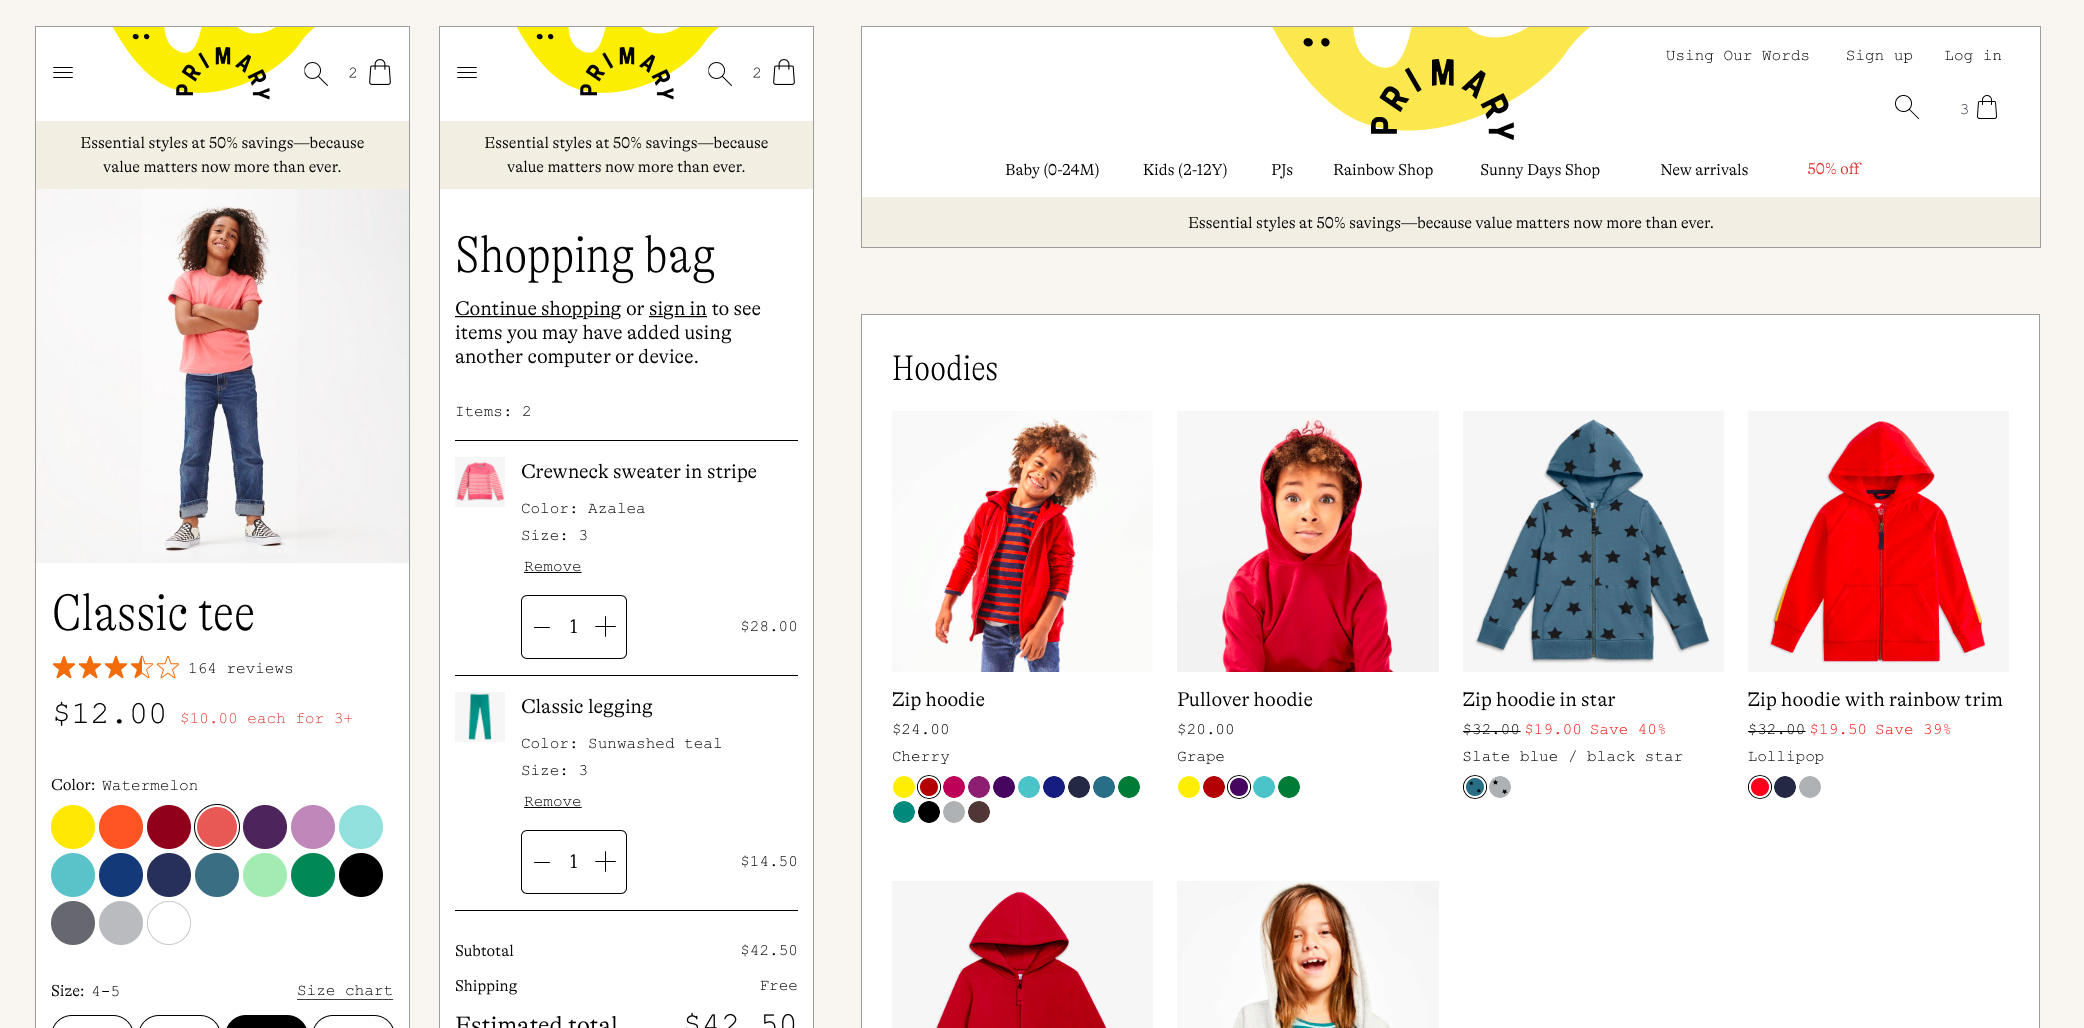 PRIMARY
2
Essential styles at 50% savings—because
value matters now more than ever.
Classic tee
164 reviews
$12.00 $10.00 each for 3+
Color: Watermelon
Size: 4-5 Size chart
PRIMARY
2
Essential styles at 50% savings—because
value matters now more than ever.
Shopping bag
Continue shopping or sign in to see
items you may have added using
another computer or device.
Items: 2
Crewneck sweater in stripe
Color: Azalea
Size: 3
Remove
1 $28.00
Classic legging
Color: Sunwashed teal
Size: 3
Remove
1 $14.50
Subtotal $42.50
Shipping Free
Estimated total $42.50
PRIMARY
Using Our Words Sign up Log in
3
Baby (0-24M) Kids (2-12Y) PJs Rainbow Shop Sunny Days Shop New arrivals 50% off
Essential styles at 50% savings—because value matters now more than ever.
Hoodies
Zip hoodie
$24.00
Cherry
Pullover hoodie
$20.00
Grape
Zip hoodie in star
$32.00 $19.00 Save 40%
Slate blue / black star
Zip hoodie with rainbow trim
$32.00 $19.50 Save 39%
Lollipop